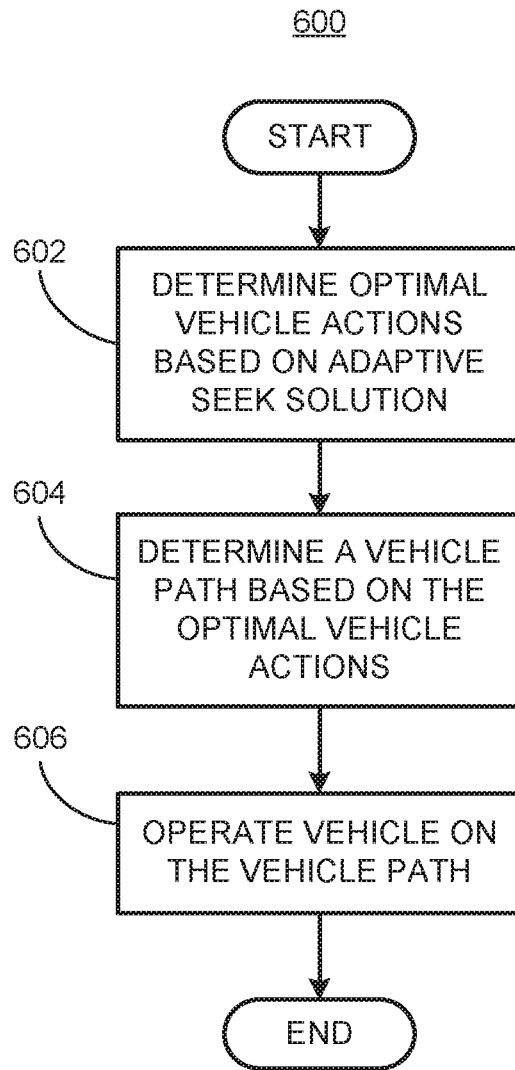 600
START
602
DETERMINE OPTIMAL
VEHICLE ACTIONS
BASED ON ADAPTIVE
SEEK SOLUTION
604
DETERMINE A VEHICLE
PATH BASED ON THE
OPTIMAL VEHICLE
ACTIONS
606
OPERATE VEHICLE ON
THE VEHICLE PATH
END